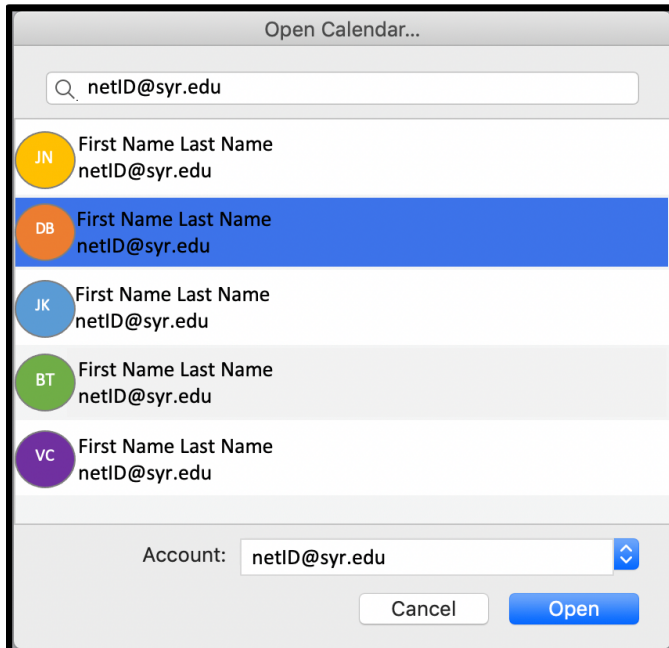 Open Calendar...
netID@syr.edu
JN
First Name Last Name
netID@syr.edu
DB
First Name Last Name
netID@syr.edu
JK
First Name Last Name
netID@syr.edu
BT
First Name Last Name
netID@syr.edu
VC
First Name Last Name
netID@syr.edu
Account: netID@syr.edu
Cancel Open